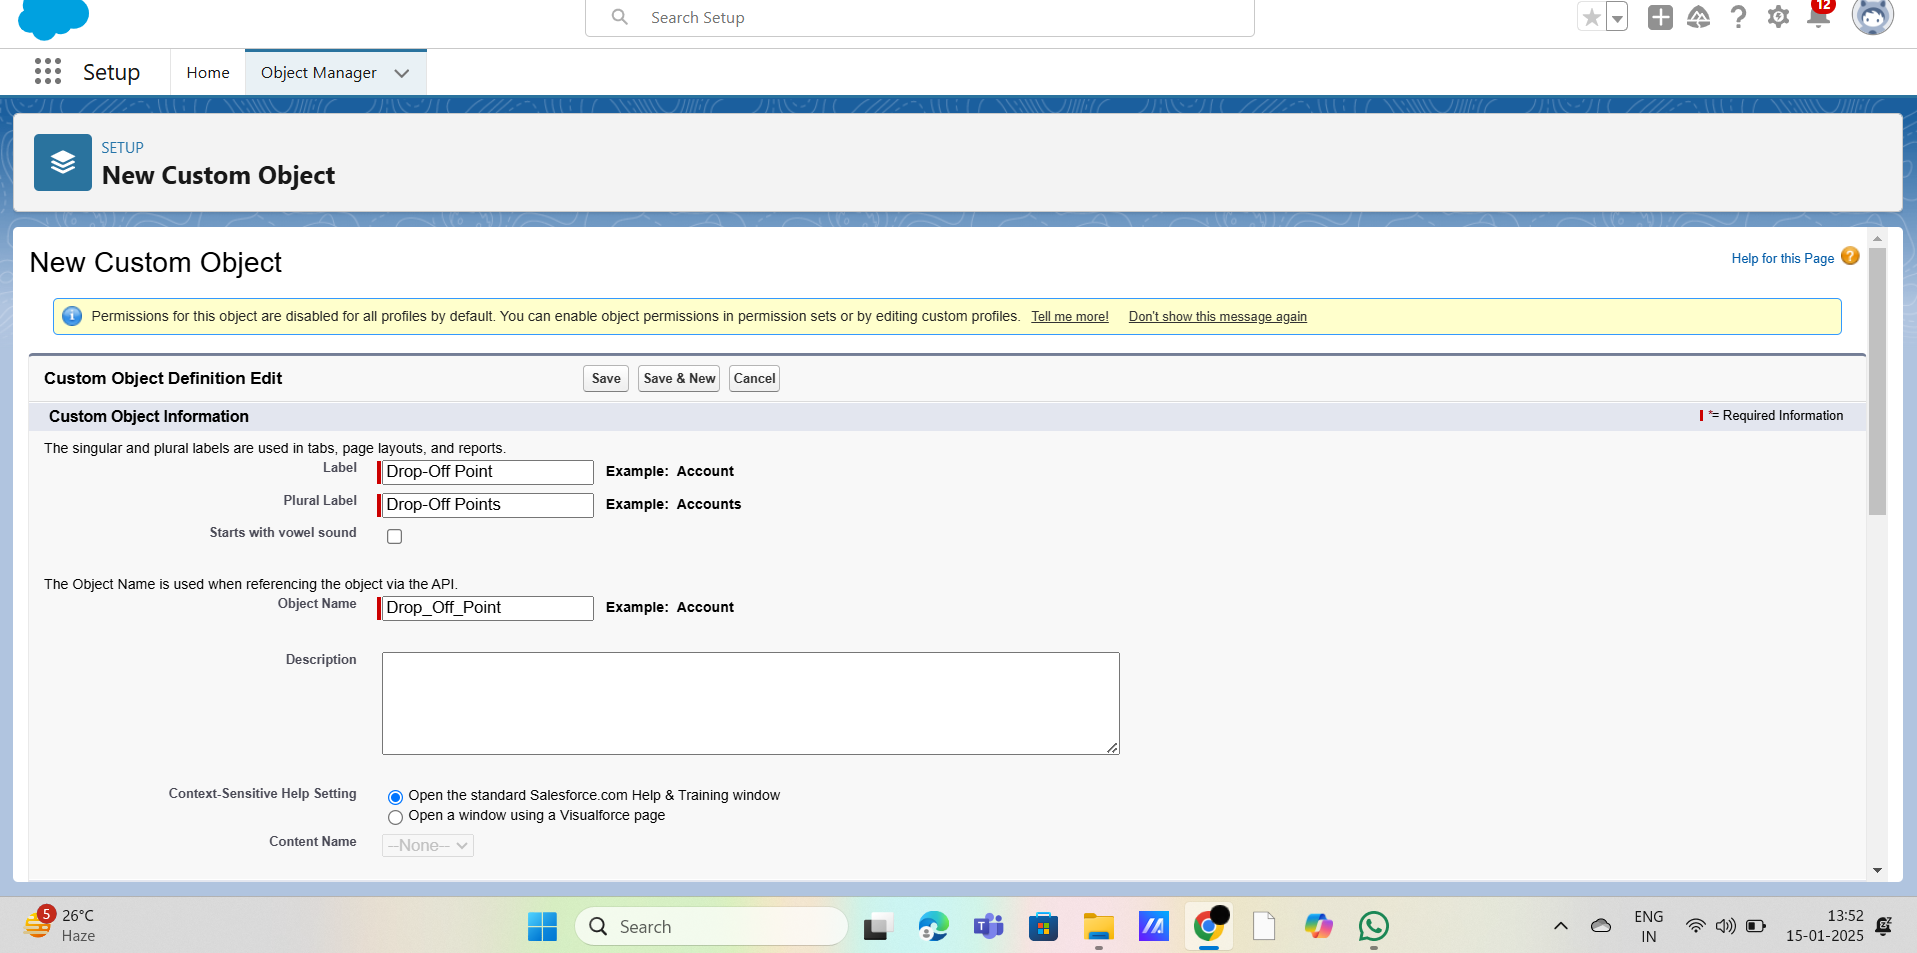 Search Setup
12
Setup
Home
Object Manager
SETUP
New Custom Object
New Custom Object
Help for this Page
?
Permissions for this object are disabled for all profiles by default. You can enable object permissions in permission sets or by editing custom profiles. Tell me more! Don't show this message again
Custom Object Definition Edit
Save
Save & New
Cancel
Custom Object Information
*= Required Information
The singular and plural labels are used in tabs, page layouts, and reports.
Label Drop-Off Point Example: Account
Plural Label Drop-Off Points Example: Accounts
Starts with vowel sound
The Object Name is used when referencing the object via the API.
Object Name Drop_Off_Point Example: Account
Description
Context-Sensitive Help Setting Open the standard Salesforce.com Help & Training window
Open a window using a Visualforce page
Content Name --None--
5
26°C
Haze
Search
ENG
IN
13:52
15-01-2025